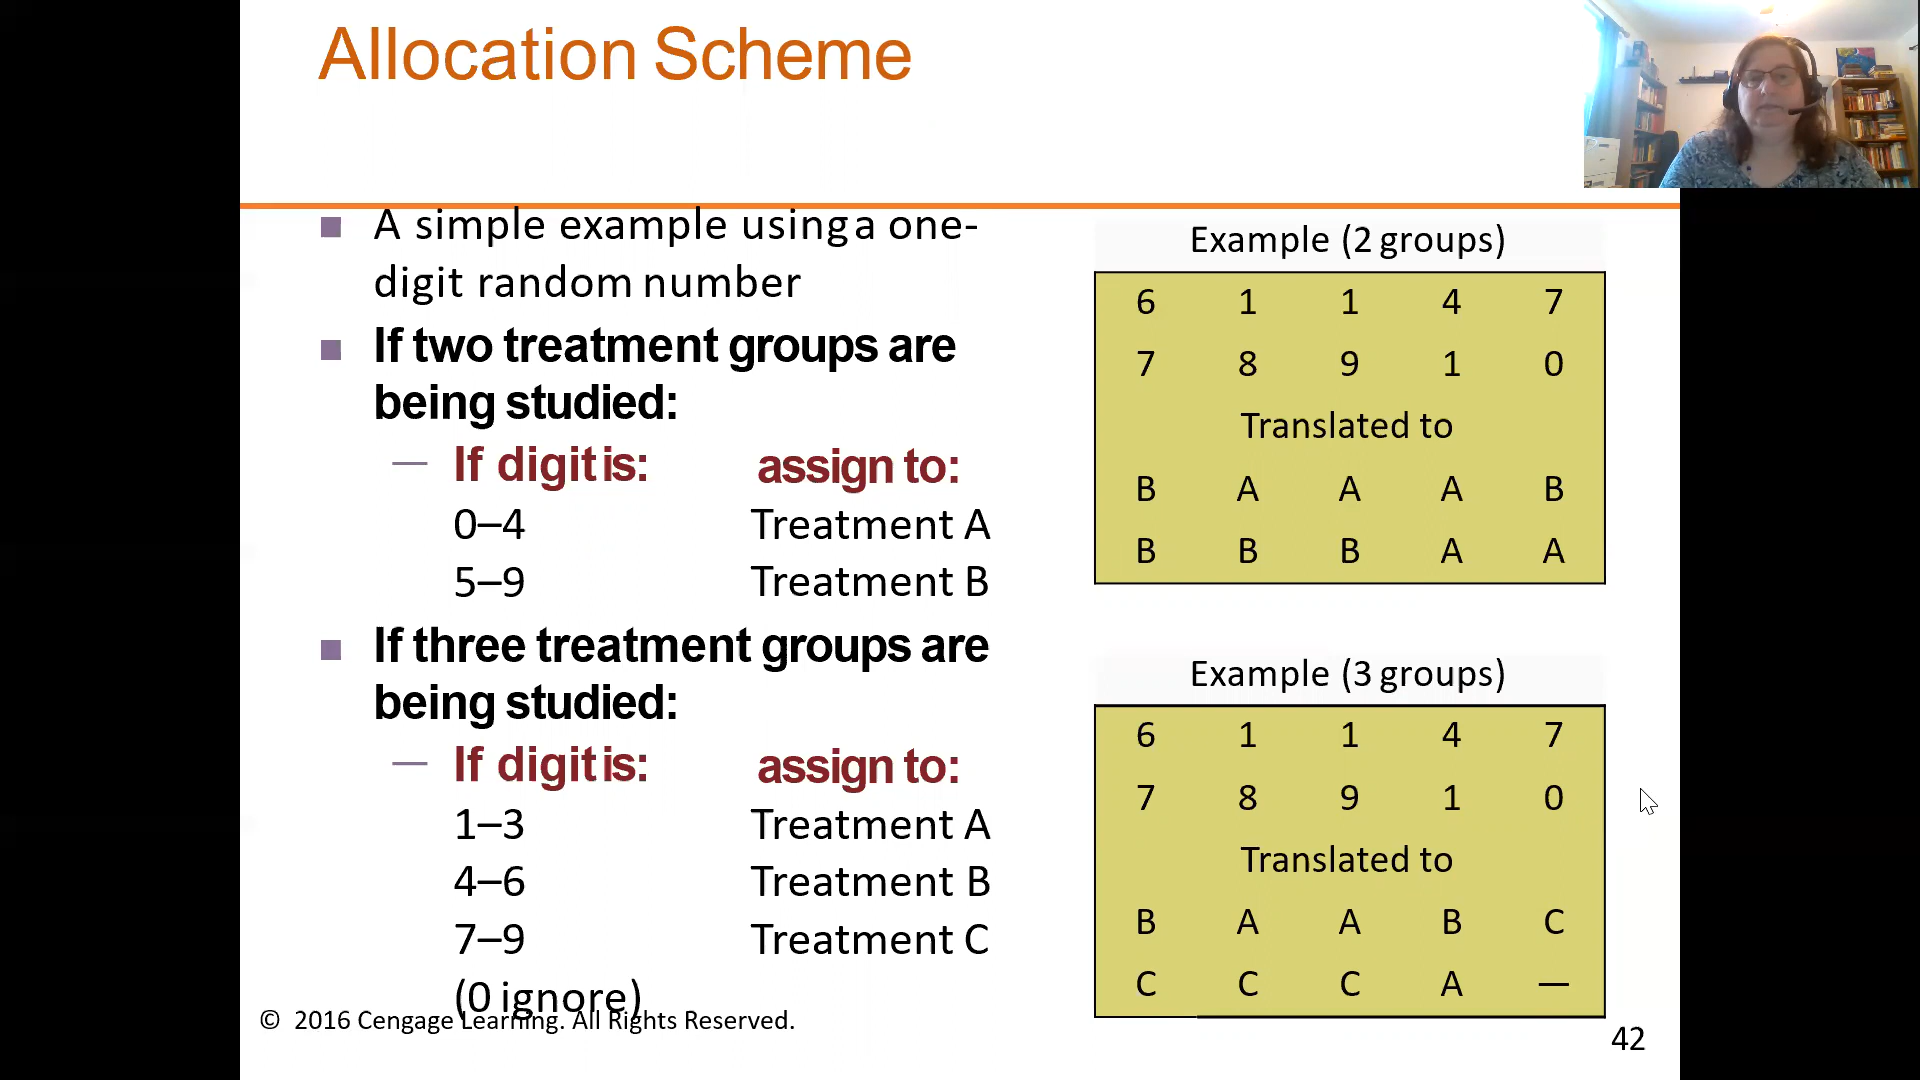 Allocation Scheme
A simple example using a one-
digit random number
If two treatment groups are
being studied:
— If digit is: assign to:
0–4 Treatment A
5–9 Treatment B
If three treatment groups are
being studied:
— If digit is: assign to:
1–3 Treatment A
4–6 Treatment B
7–9 Treatment C
(0 ignore)
Example (2 groups)
6 1 1 4 7
7 8 9 1 0
Translated to
B A A A B
B B B A A
Example (3 groups)
6 1 1 4 7
7 8 9 1 0
Translated to
B A A B C
C C C A —
© 2016 Cengage Learning. All Rights Reserved.
42